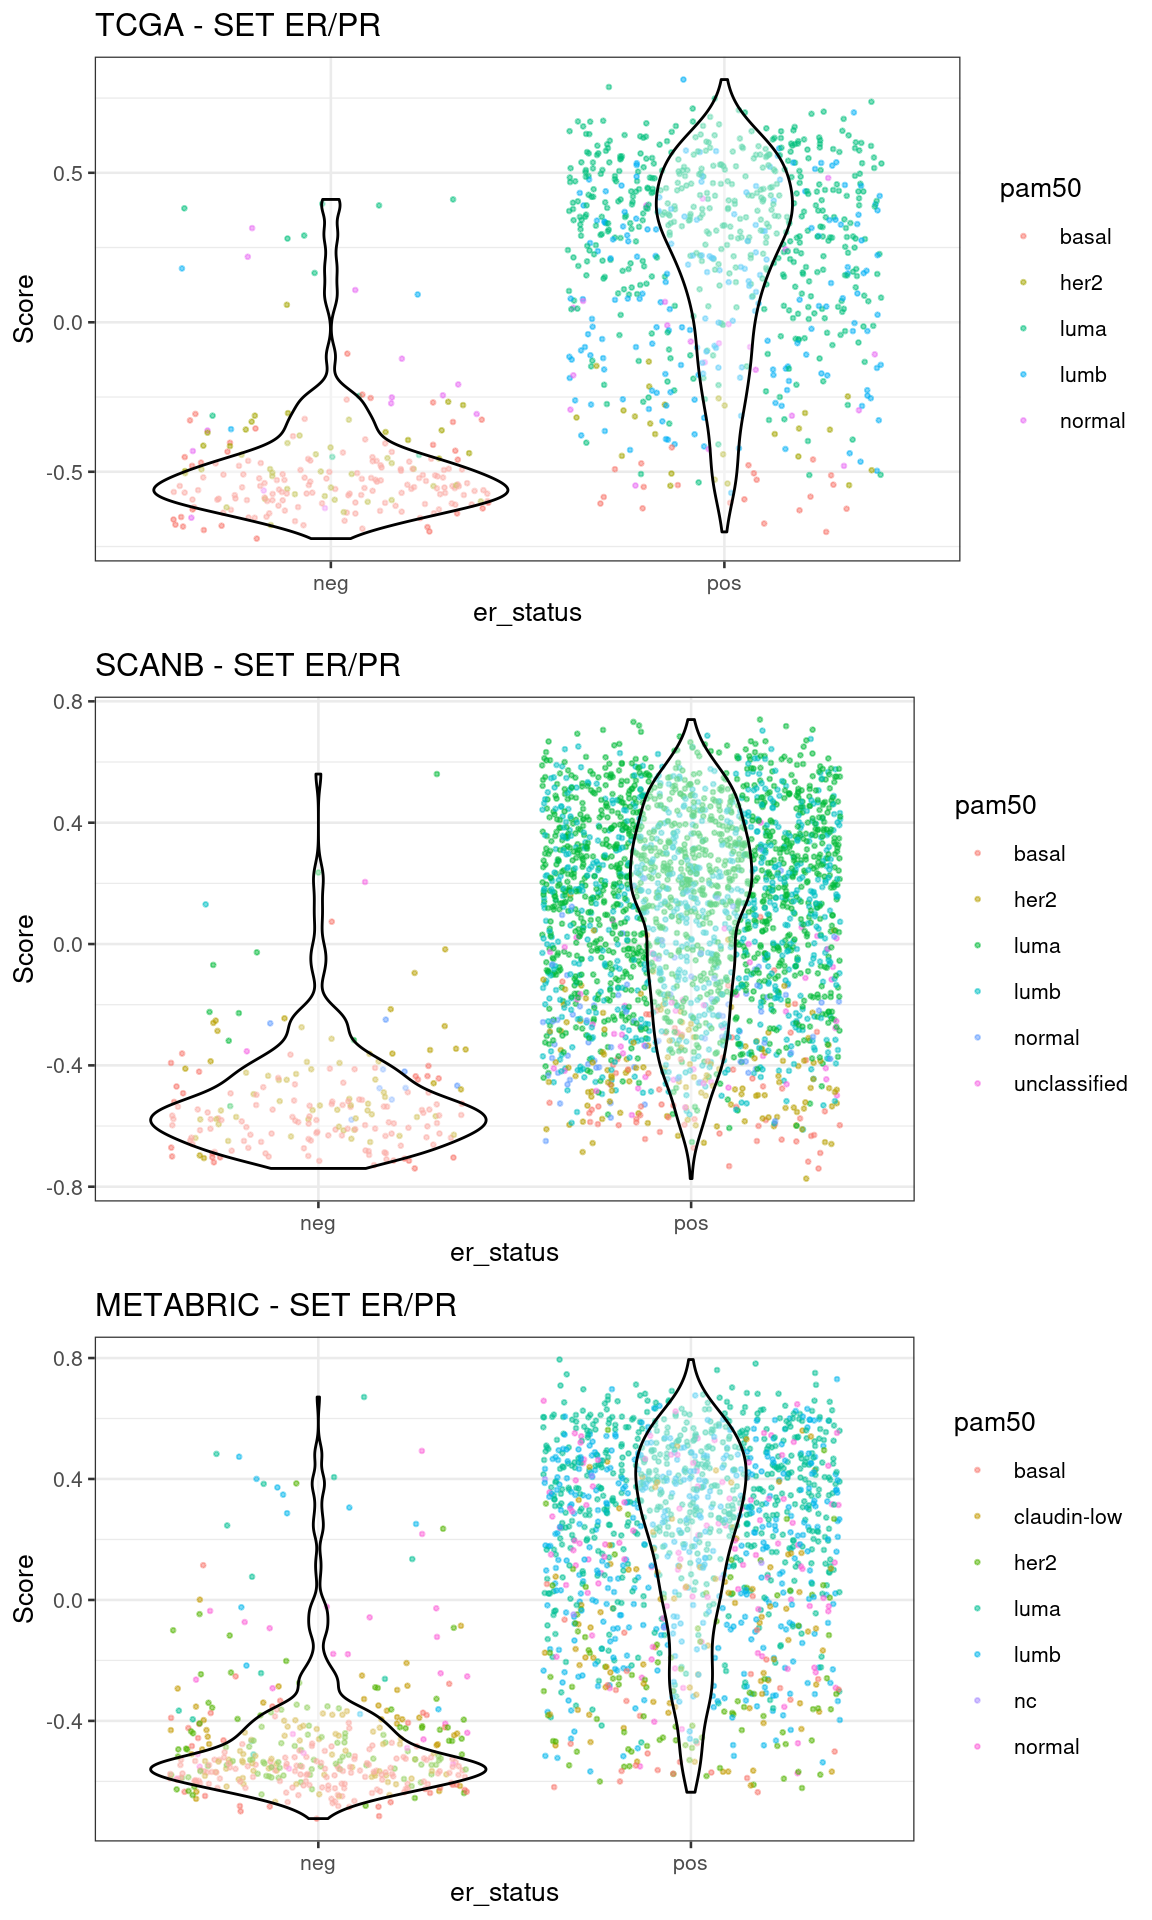 TCGA - SET ER/PR
0.5
0.0
-0.5
Score
neg pos
er_status
pam50
basal
her2
luma
lumb
normal
SCANB - SET ER/PR
0.8
0.4
0.0
-0.4
-0.8
Score
neg pos
er_status
pam50
basal
her2
luma
lumb
normal
unclassified
METABRIC - SET ER/PR
0.8
0.4
0.0
-0.4
Score
neg pos
er_status
pam50
basal
claudin-low
her2
luma
lumb
nc
normal